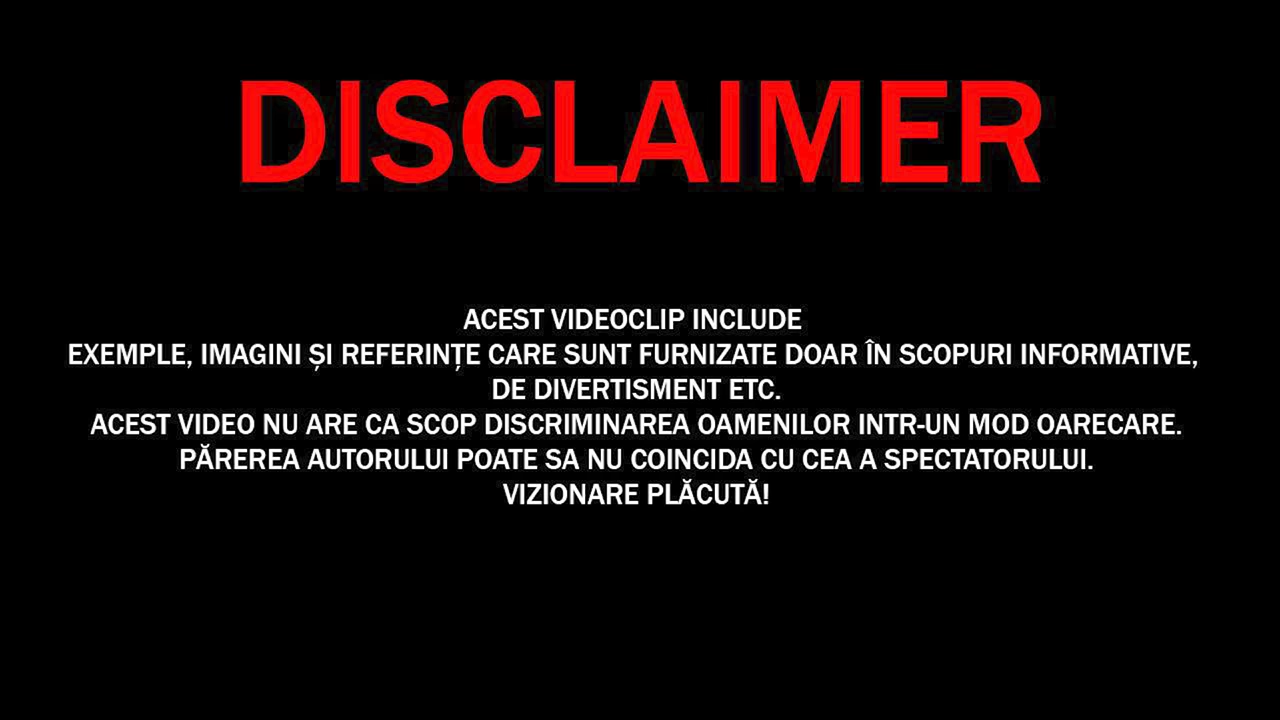 DISCLAIMER
ACEST VIDEOCLIP INCLUDE
EXEMPLE, IMAGINI ȘI REFERINȚE CARE SUNT FURNIZATE DOAR ÎN SCOPURI INFORMATIVE,
DE DIVERTISMENT ETC.
ACEST VIDEO NU ARE CA SCOP DISCRIMINAREA OAMENILOR INTR-UN MOD OARECARE.
PĂREREA AUTORULUI POATE SA NU COINCIDA CU CEA A SPECTATORULUI.
VIZIONARE PLĂCUTĂ!